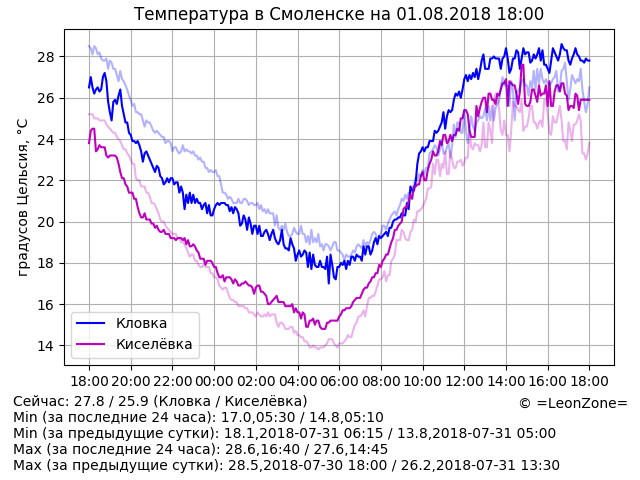 Температура в Смоленске на 01.08.2018 18:00
28
26
24
22
20
18
16
14
градусов Цельсия, °C
Кловка
Киселёвка
18:00 20:00 22:00 00:00 02:00 04:00 06:00 08:00 10:00 12:00 14:00 16:00 18:00
Сейчас: 27.8 / 25.9 (Кловка / Киселёвка)
© =LeonZone=
Min (за последние 24 часа): 17.0,05:30 / 14.8,05:10
Min (за предыдущие сутки): 18.1,2018-07-31 06:15 / 13.8,2018-07-31 05:00
Max (за последние 24 часа): 28.6,16:40 / 27.6,14:45
Max (за предыдущие сутки): 28.5,2018-07-30 18:00 / 26.2,2018-07-31 13:30